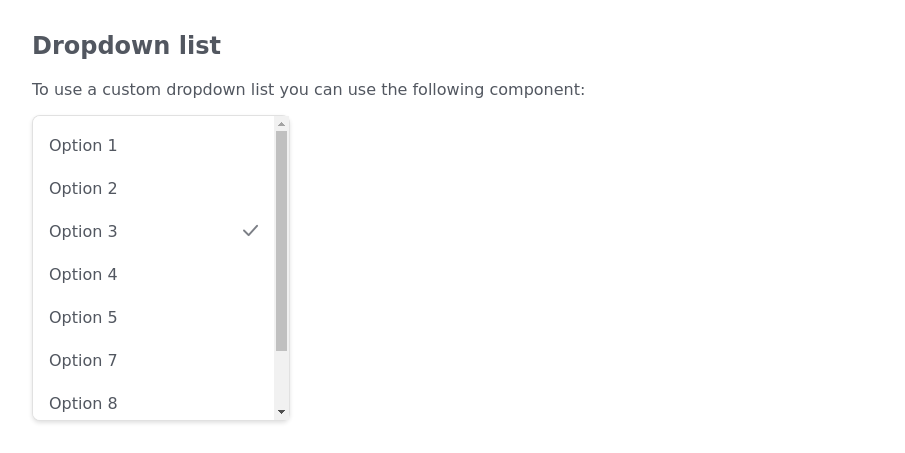 Dropdown list
To use a custom dropdown list you can use the following component:
Option 1
Option 2
Option 3
Option 4
Option 5
Option 7
Option 8